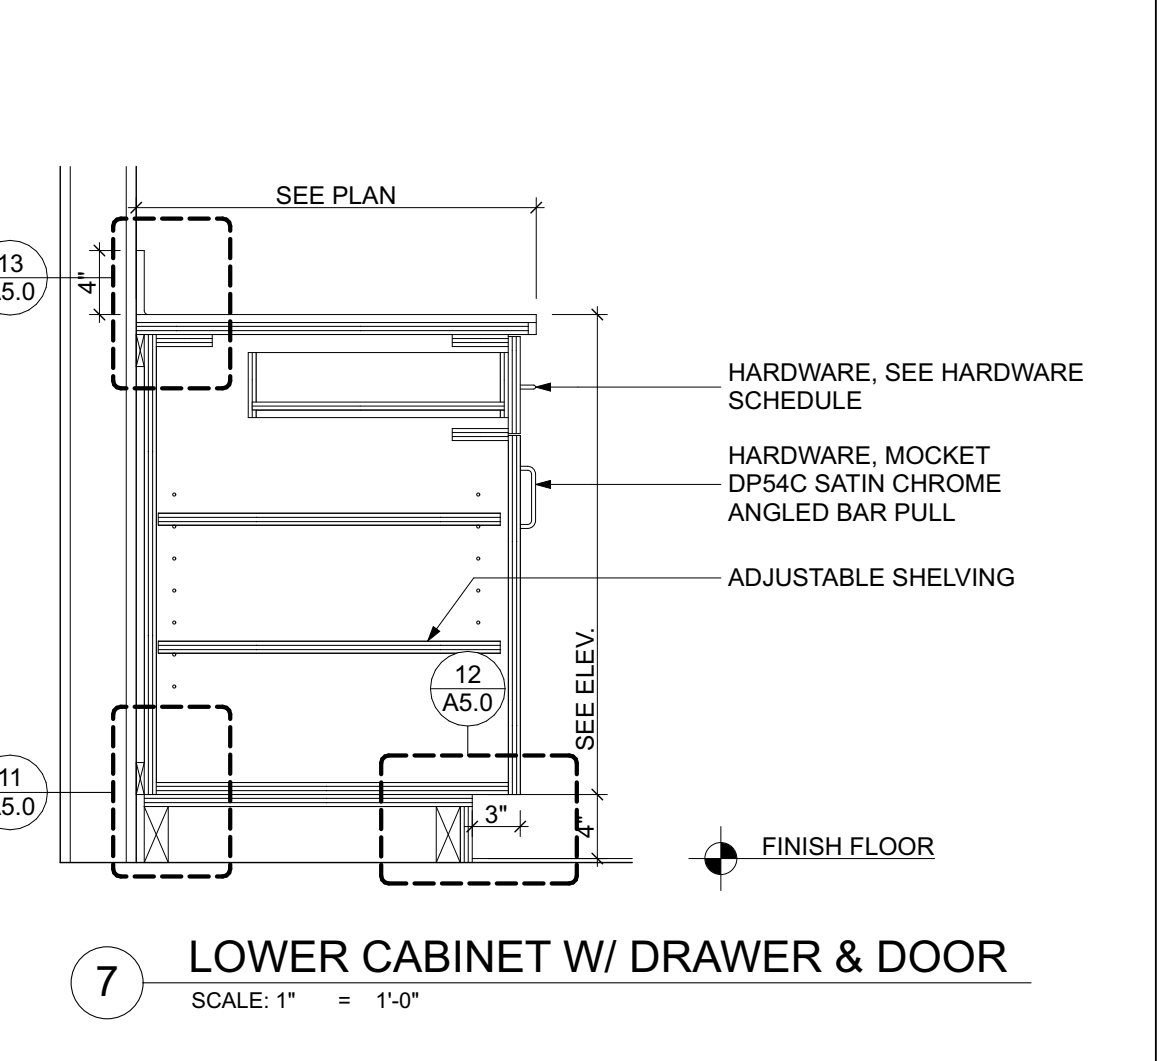 SEE PLAN
13
5.0
4"
HARDWARE, SEE HARDWARE
SCHEDULE
HARDWARE, MOCKET
DP54C SATIN CHROME
ANGLED BAR PULL
ADJUSTABLE SHELVING
SEE ELEV.
12
A5.0
11
5.0
3"
4"
FINISH FLOOR
7
LOWER CABINET W/ DRAWER & DOOR
SCALE: 1" = 1'-0"